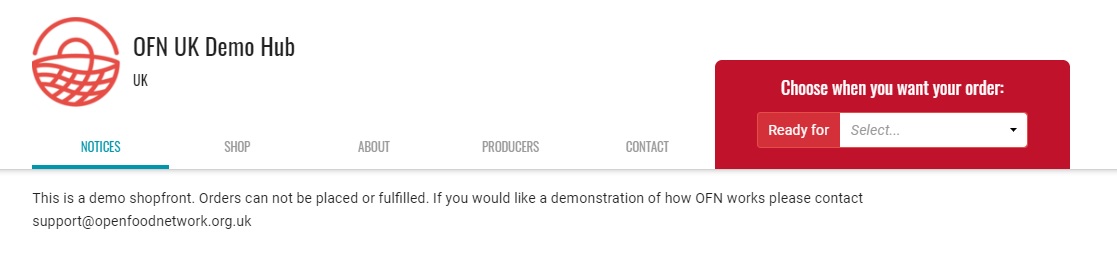 OFN UK Demo Hub
UK
Choose when you want your order:
Ready for Select...
NOTICES SHOP ABOUT PRODUCERS CONTACT
This is a demo shopfront. Orders can not be placed or fulfilled. If you would like a demonstration of how OFN works please contact
support@openfoodnetwork.org.uk